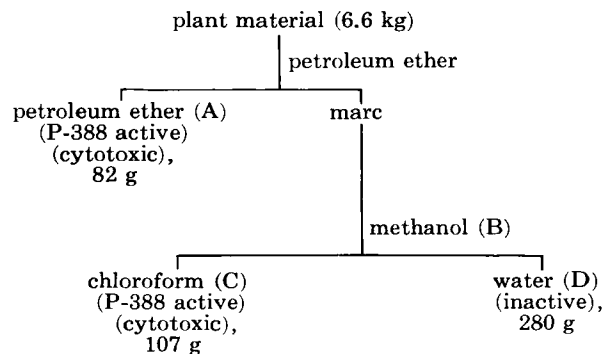 plant material (6.6 kg)
petroleum ether
petroleum ether (A)
(P-388 active)
(cytotoxic),
82 g
marc
methanol (B)
chloroform (C)
(P-388 active)
(cytotoxic),
107 g
water (D)
(inactive),
280 g